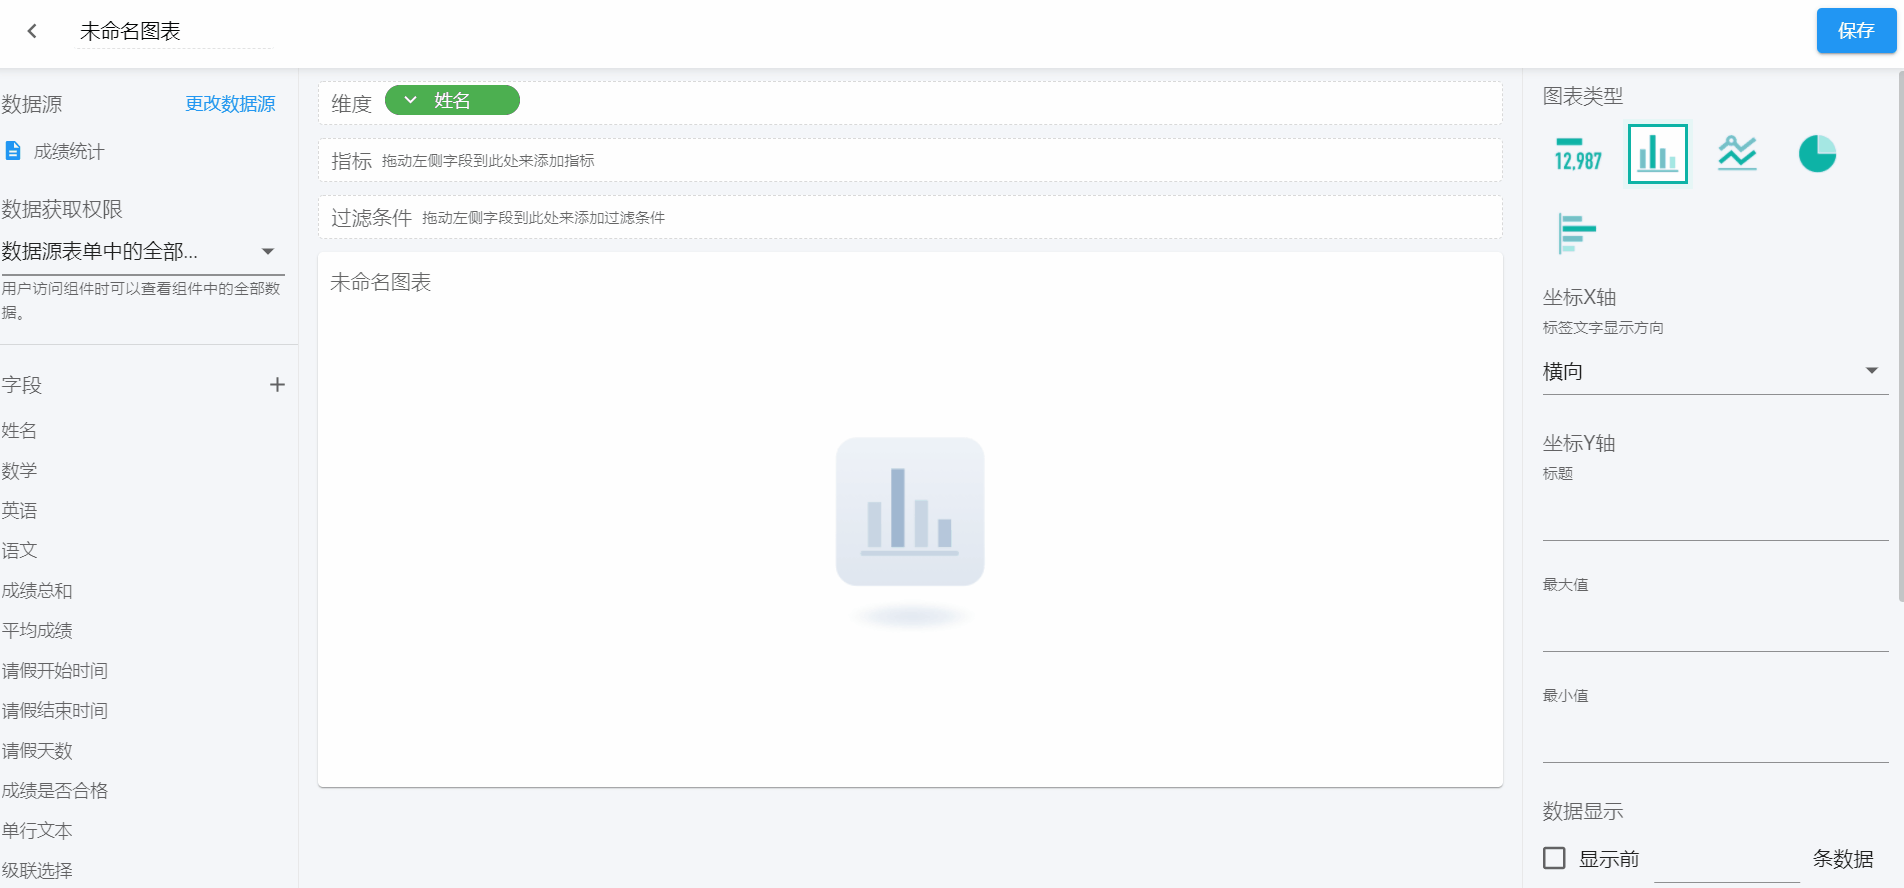 未命名图表
保存
数据源
更改数据源
成绩统计
数据获取权限
数据源表单中的全部...
用户访问组件时可以查看组件中的全部数
据。
字段
姓名
数学
英语
语文
成绩总和
平均成绩
请假开始时间
请假结束时间
请假天数
成绩是否合格
单行文本
级联选择
维度
姓名
指标 拖动左侧字段到此处来添加指标
过滤条件 拖动左侧字段到此处来添加过滤条件
未命名图表
图表类型
12,987
坐标X轴
标签文字显示方向
横向
坐标Y轴
标题
最大值
最小值
数据显示
显示前 条数据